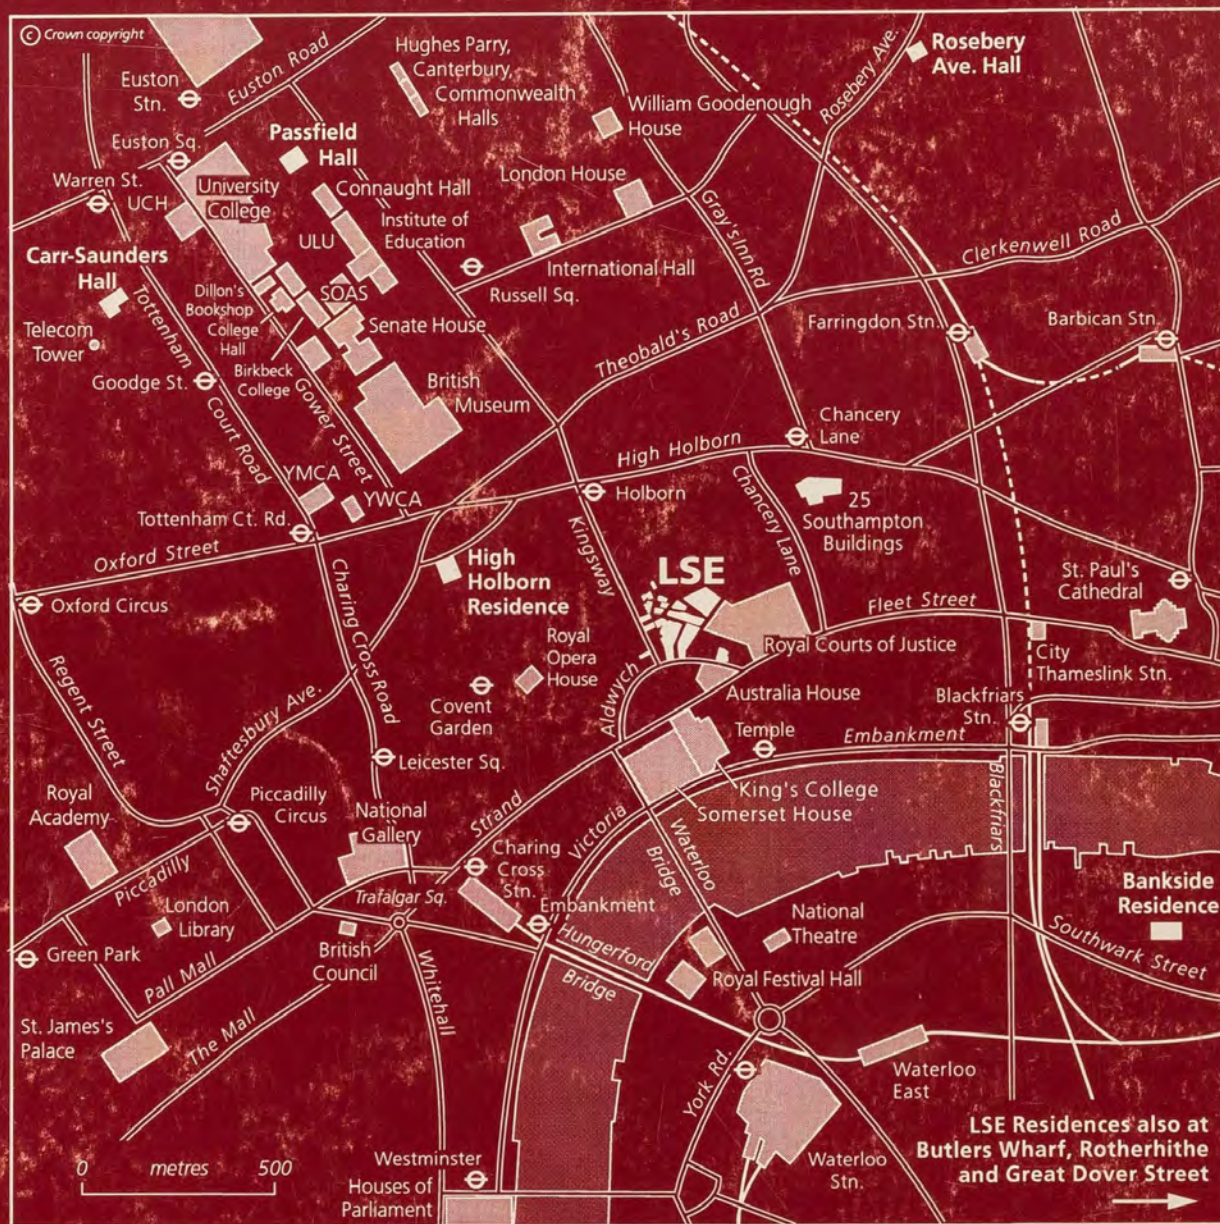 © Crown copyright
Euston
Stn.
Euston Road
Hughes Parry,
Canterbury,
Commonwealth
Halls
Rosebery Ave.
Rosebery
Ave. Hall
William Goodenough
House
Euston Sq.
Passfield
Hall
Warren St.
UCH
University
College
Connaught Hall
London House
Gray's Inn Rd
ULU
Institute of
Education
Clerkenwell Road
Carr-Saunders
Hall
International Hall
Russell Sq.
Dillon's
Bookshop
College
Hall
SOAS
Senate House
Telecom
Tower
Tottenham Court Road
Theobald's Road
Farringdon Stn.
Barbican Stn.
Goodge St.
Birkbeck
College
Gower Street
British
Museum
Chancery
Lane
High Holborn
YMCA
YWCA
Holborn
Chancery Lane
25
Southampton
Buildings
Tottenham Ct. Rd.
Oxford Street
Kingsway
High
Holborn
Residence
LSE
St. Paul's
Cathedral
Oxford Circus
Charing Cross Road
Fleet Street
Royal
Opera
House
Royal Courts of Justice
City
Thameslink Stn.
Regent Street
Shaftesbury Ave.
Covent
Garden
Aldwych
Australia House
Blackfriars
Stn.
Temple
Embankment
Leicester Sq.
Royal
Academy
Piccadilly
Circus
National
Gallery
Strand
Victoria
King's College
Somerset House
Waterloo
Bridge
Blackfriars
Piccadilly
Charing
Cross
Stn.
Trafalgar Sq.
Bankside
Residence
London
Library
Embankment
National
Theatre
Green Park
Pall Mall
British
Council
Hungerford
Bridge
Southwark Street
Whitehall
Royal Festival Hall
St. James's
Palace
The Mall
York Rd.
Waterloo
East
LSE Residences also at
Butlers Wharf, Rotherhithe
and Great Dover Street
0 metres 500
Westminster
Waterloo
Stn.
Houses of
Parliament